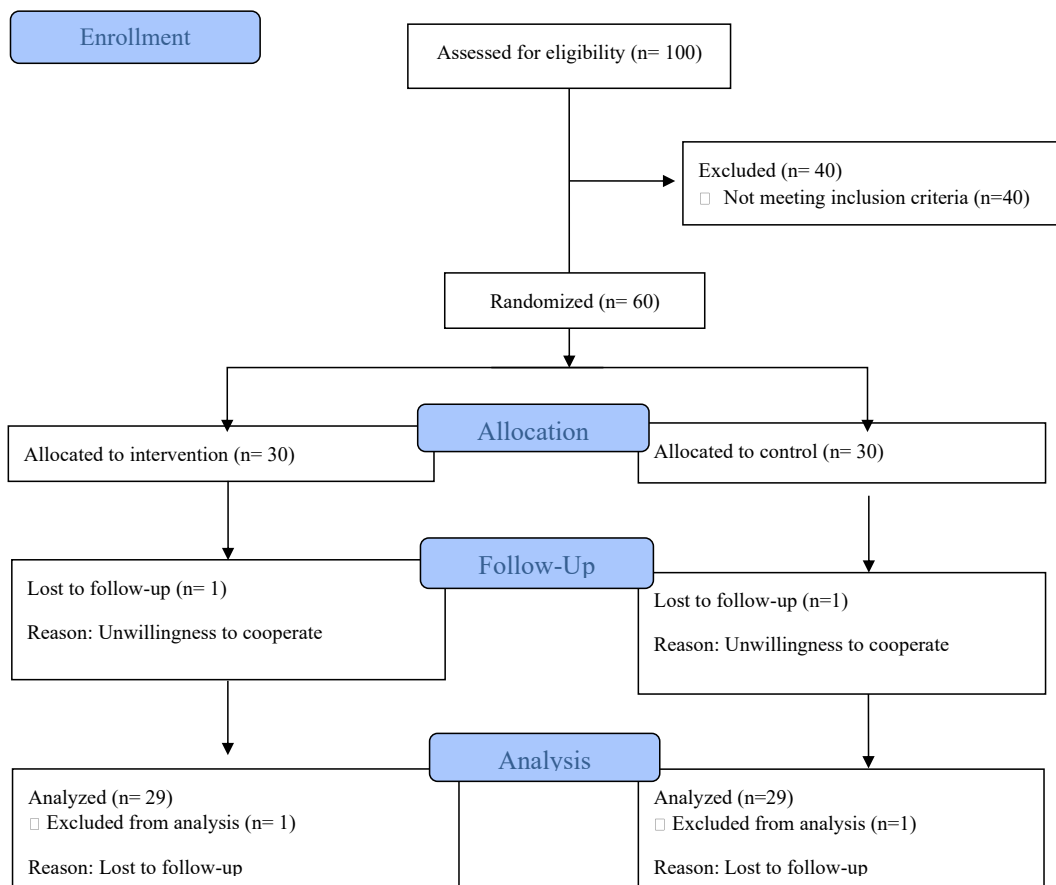 Enrollment
Assessed for eligibility (n= 100)
Excluded (n= 40)
Not meeting inclusion criteria (n=40)
Randomized (n= 60)
Allocation
Allocated to intervention (n= 30)
Allocated to control (n= 30)
Follow-Up
Lost to follow-up (n= 1)
Reason: Unwillingness to cooperate
Lost to follow-up (n=1)
Reason: Unwillingness to cooperate
Analysis
Analyzed (n= 29)
Excluded from analysis (n= 1)
Reason: Lost to follow-up
Analyzed (n=29)
Excluded from analysis (n=1)
Reason: Lost to follow-up